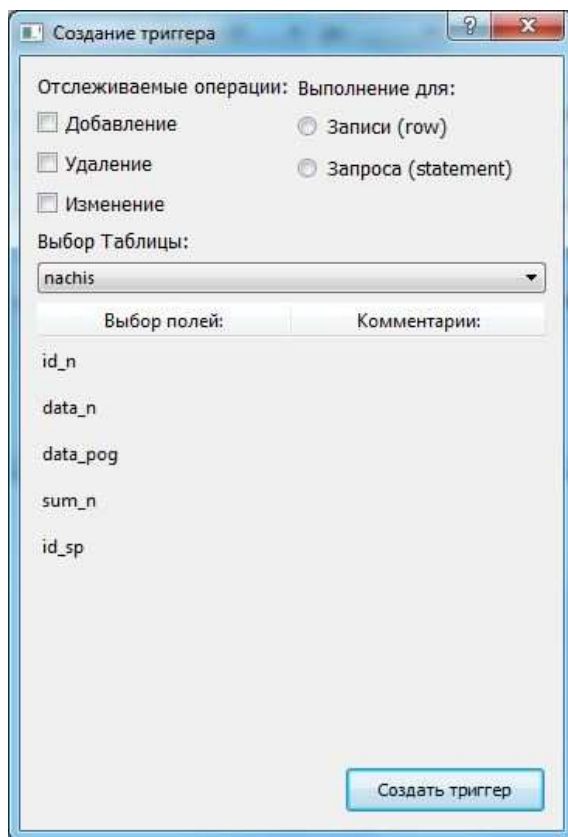 Создание триггера
Отслеживаемые операции: Выполнение для:
Добавление
Записи (row)
Удаление
Запроса (statement)
Изменение
Выбор Таблицы:
nachis
Выбор полей: Комментарии:
id_n
data_n
data_pog
sum_n
id_sp
Создать триггер